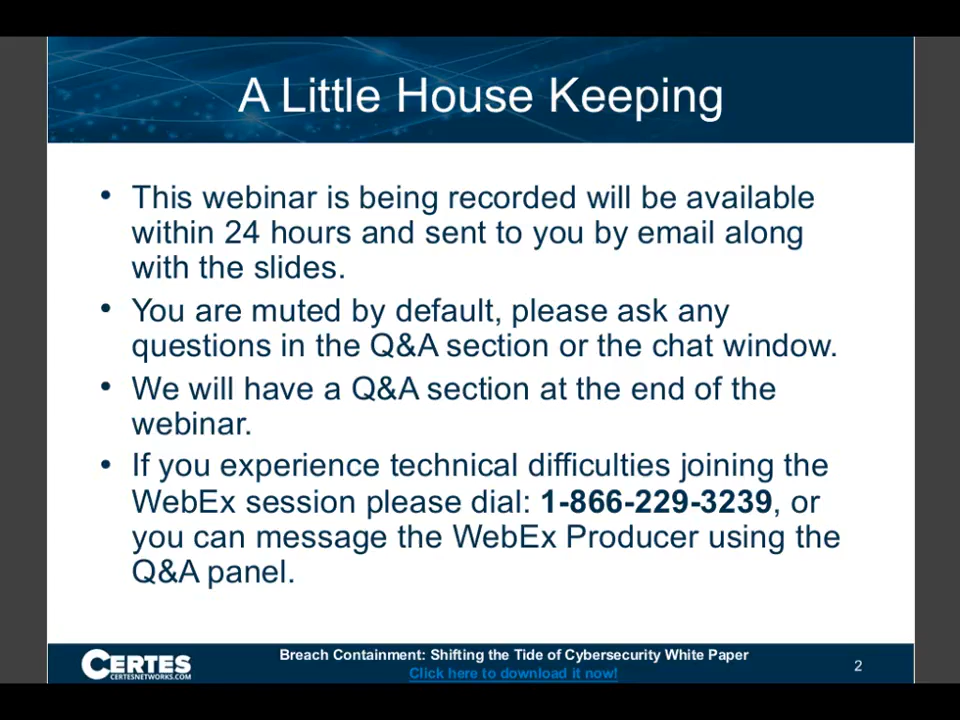 A Little House Keeping
• This webinar is being recorded will be available
within 24 hours and sent to you by email along
with the slides.
• You are muted by default, please ask any
questions in the Q&A section or the chat window.
• We will have a Q&A section at the end of the
webinar.
• If you experience technical difficulties joining the
WebEx session please dial: 1-866-229-3239, or
you can message the WebEx Producer using the
Q&A panel.
CERTES
CERTESNETWORKS.COM
Breach Containment: Shifting the Tide of Cybersecurity White Paper
Click here to download it now!
2